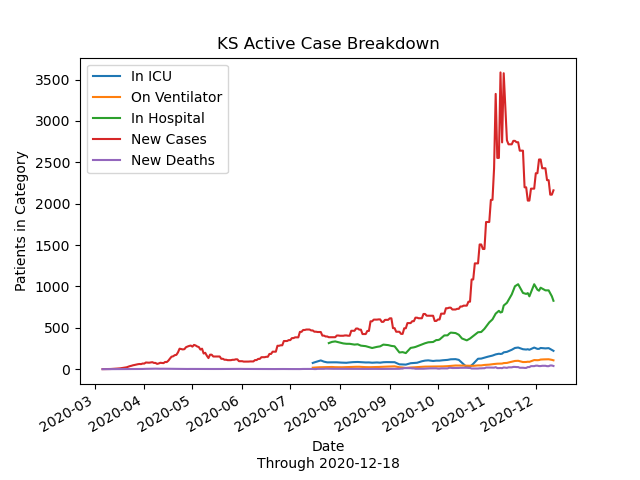 KS Active Case Breakdown
In ICU
On Ventilator
In Hospital
New Cases
New Deaths
Patients in Category
3500
3000
2500
2000
1500
1000
500
0
2020-03
2020-04
2020-05
2020-06
2020-07
2020-08
2020-09
2020-10
2020-11
2020-12
Date
Through 2020-12-18